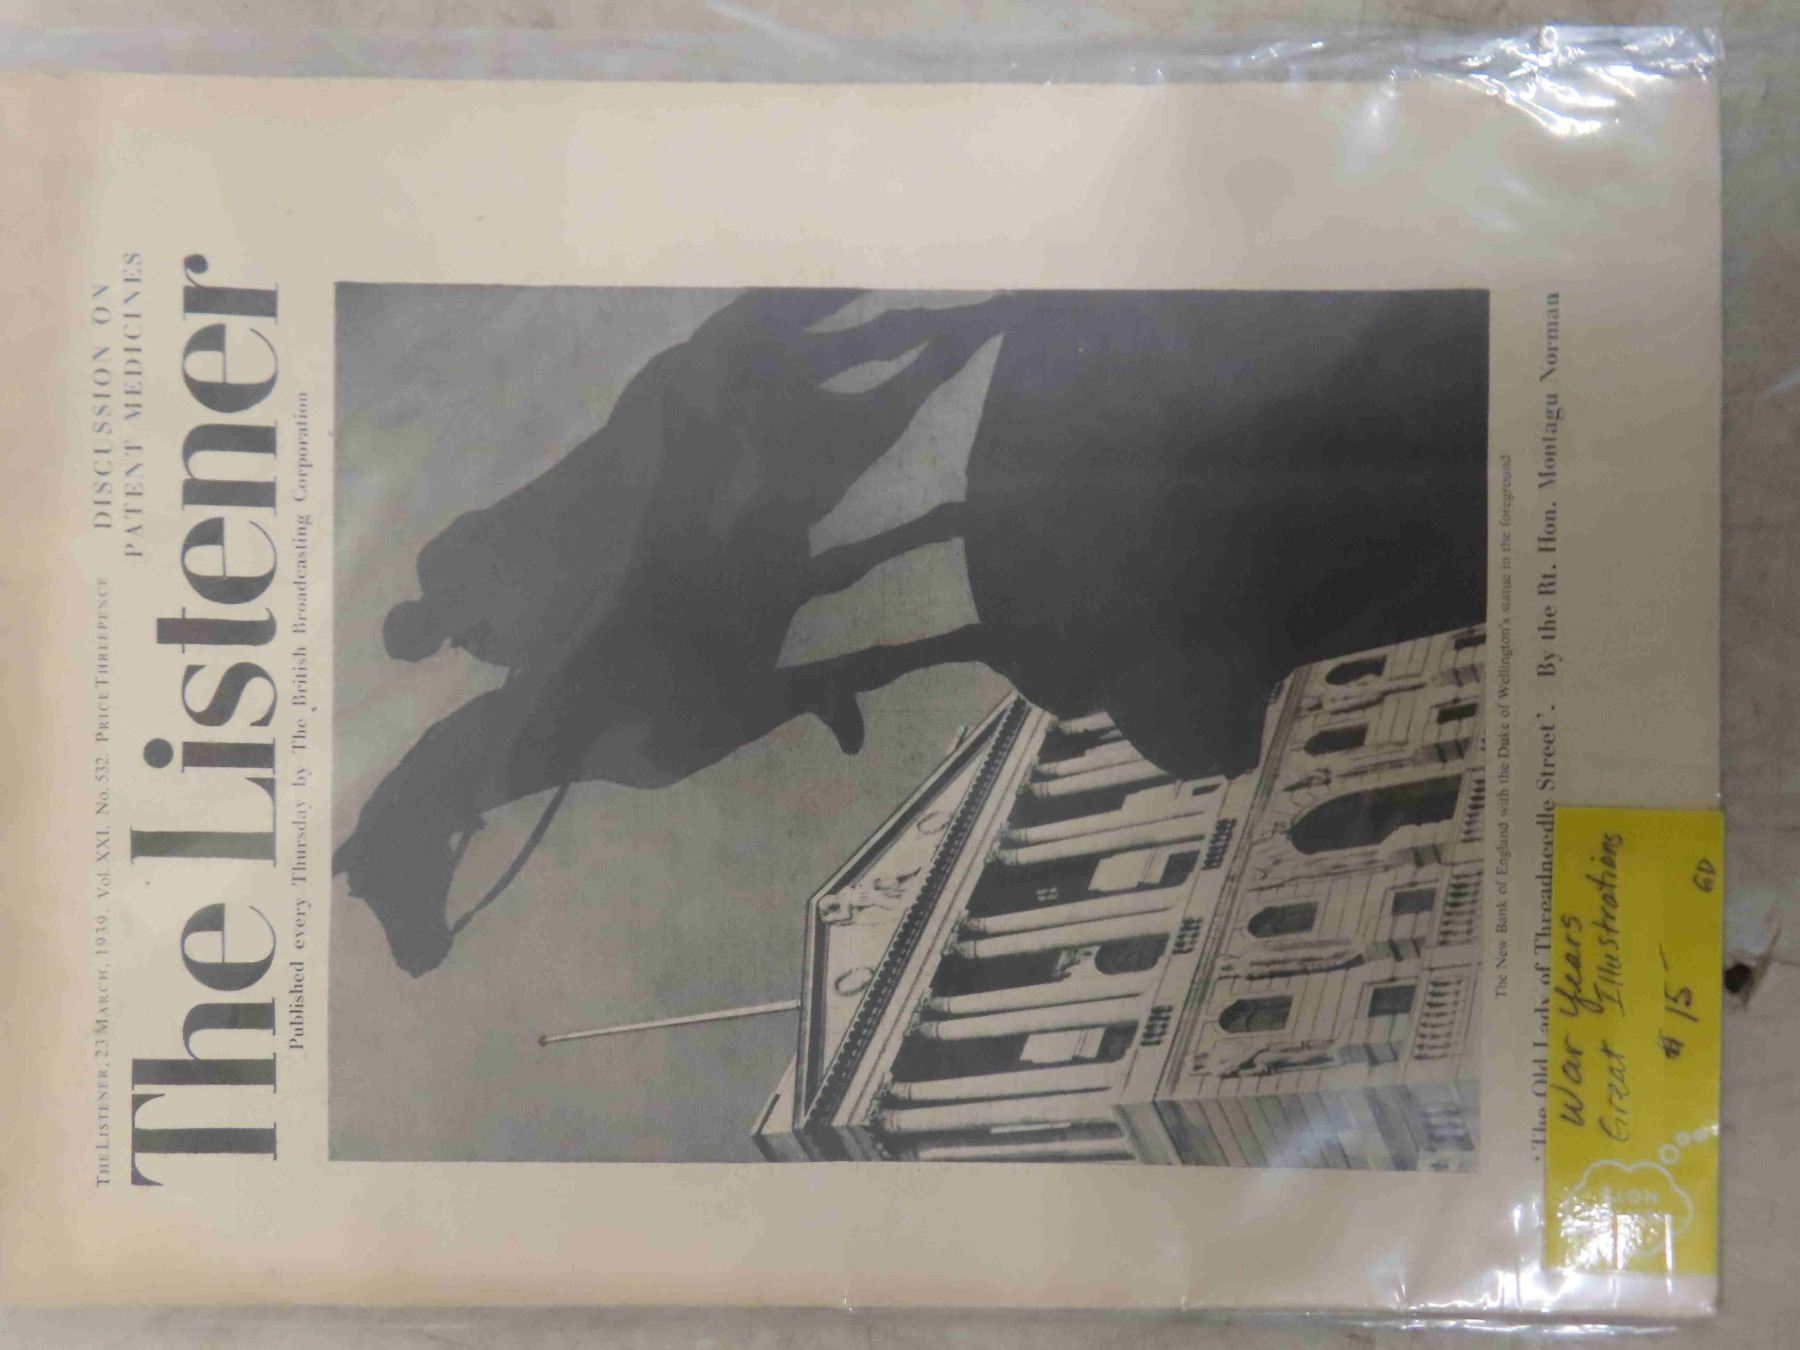 THE LISTENER, 23 MARCH, 1939. Vol. XXI. No. 532. PRICE THREEPENCE
DISCUSSION ON
PATENT MEDICINES
The Listener
Published every Thursday by The British Broadcasting Corporation
The New Bank of England with the Duke of Wellington's statue in the foreground
'The Old Lady of Threadneedle Street'. By the Rt. Hon. Montagu Norman
War Years
Great Illustrations
$ 15-
GD
NOTE